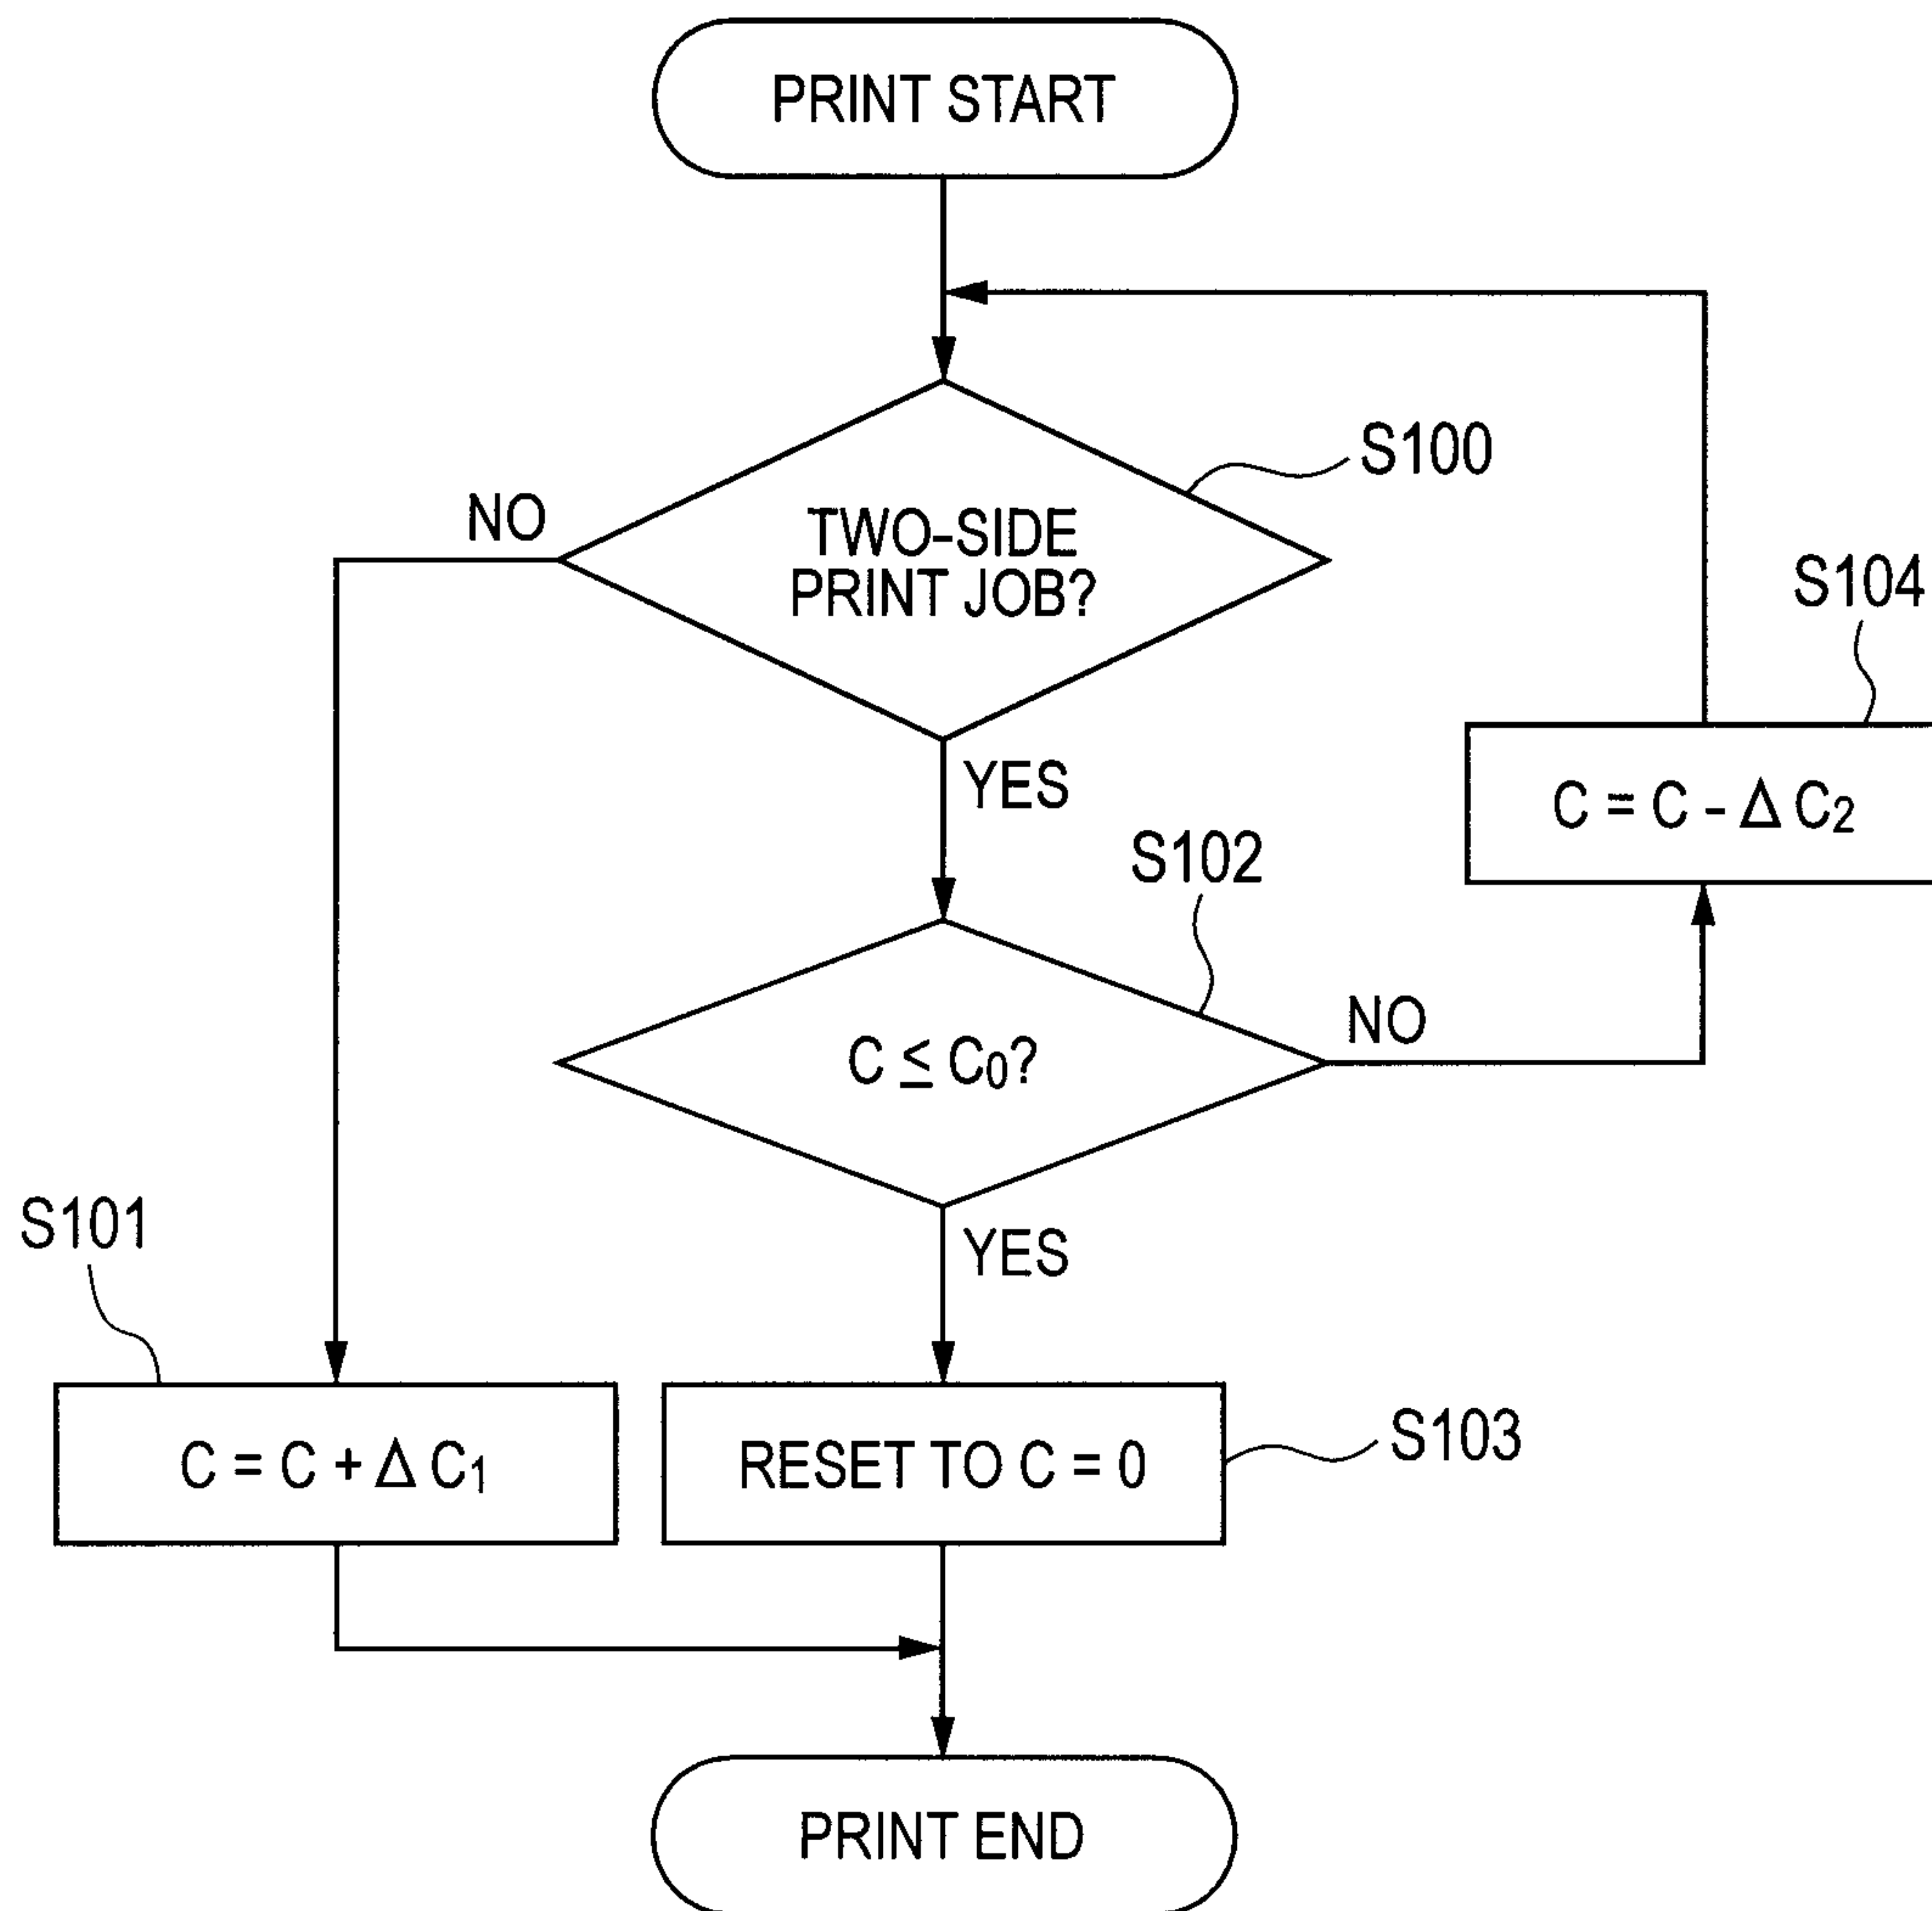 PRINT START
S100
NO
TWO-SIDE
PRINT JOB?
S104
YES
C = C - Δ C₂
S102
NO
C ≤ C₀?
S101
YES
C = C + Δ C₁
RESET TO C = 0
S103
PRINT END